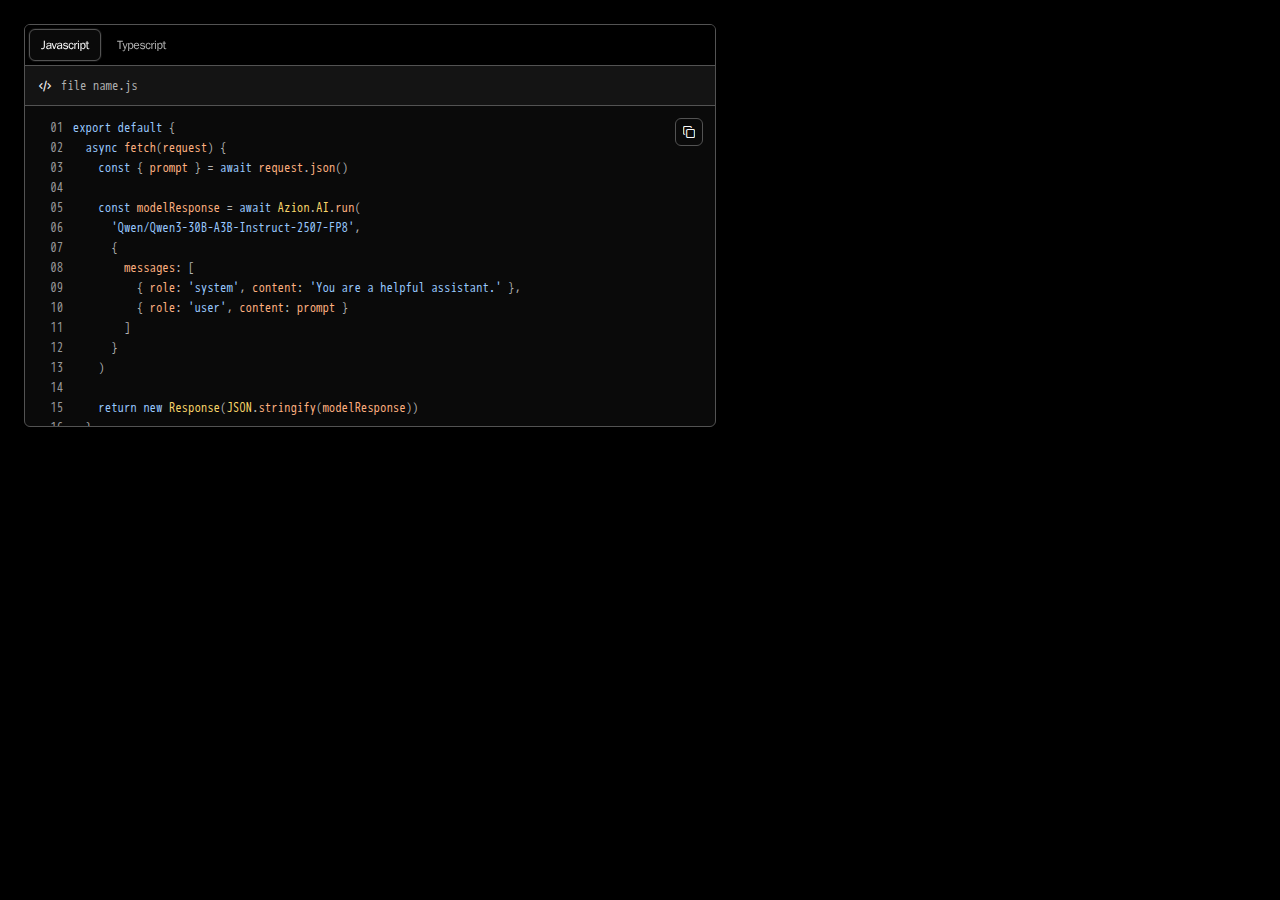 Javascript Typescript
file name.js
01 export default {
02   async fetch(request) {
03     const { prompt } = await request.json()
04
05     const modelResponse = await Azion.AI.run(
06       'Qwen/Qwen3-30B-A3B-Instruct-2507-FP8',
07       {
08         messages: [
09           { role: 'system', content: 'You are a helpful assistant.' },
10           { role: 'user', content: prompt }
11         ]
12       }
13     )
14
15     return new Response(JSON.stringify(modelResponse))
16   }